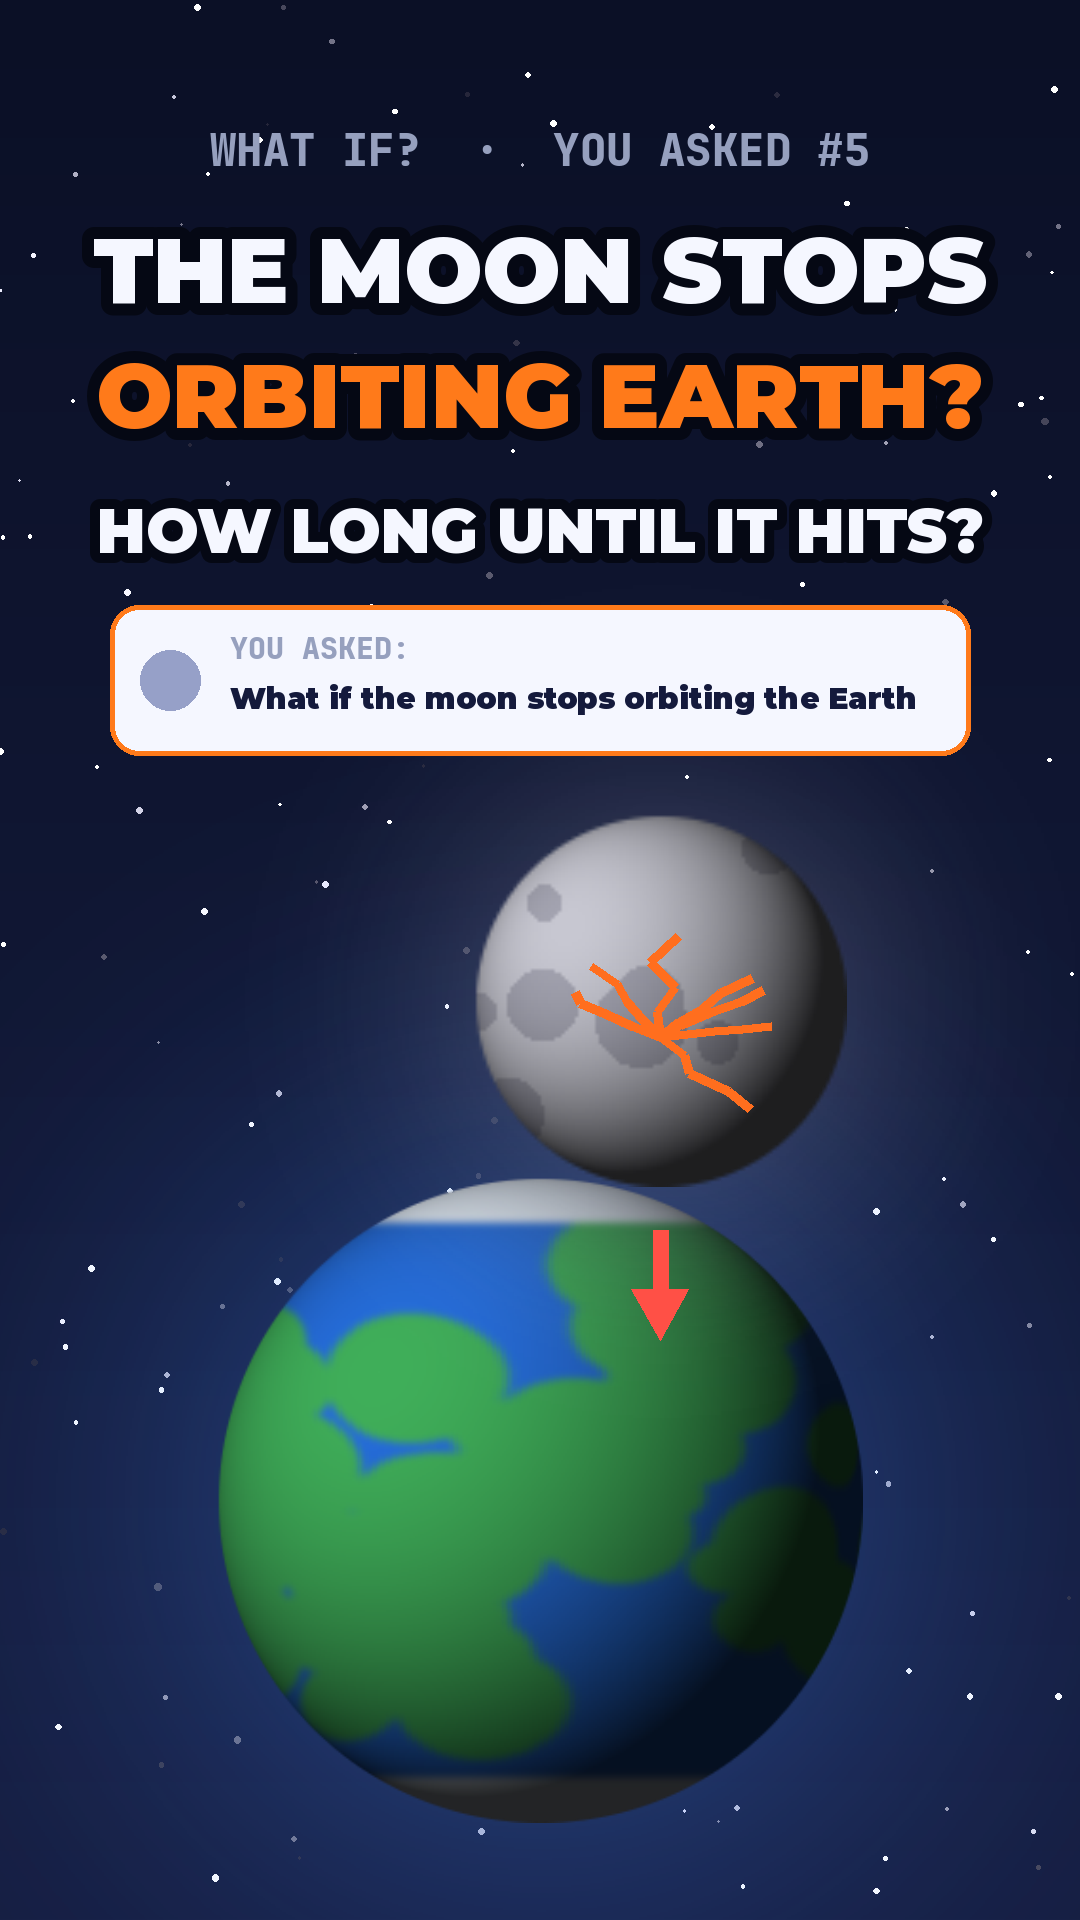 WHAT IF? · YOU ASKED #5
THE MOON STOPS
ORBITING EARTH?
HOW LONG UNTIL IT HITS?
YOU ASKED:
What if the moon stops orbiting the Earth